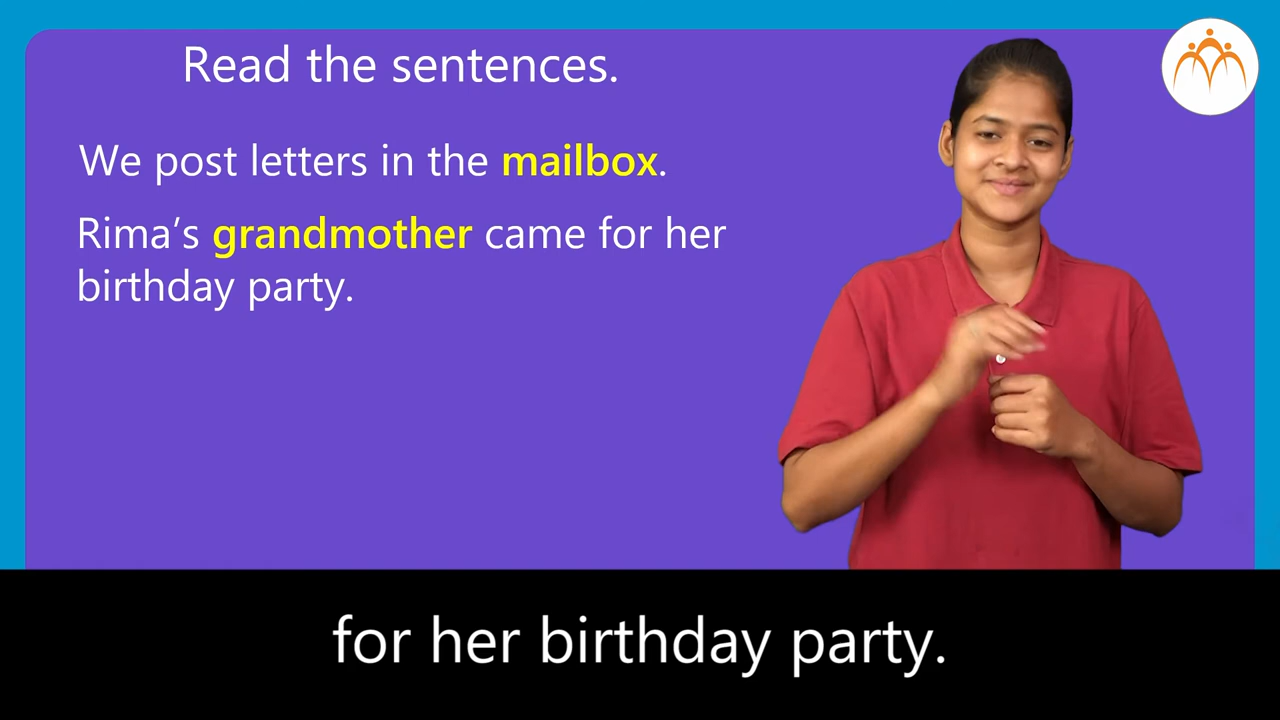 Read the sentences.
We post letters in the mailbox.
Rima’s grandmother came for her
birthday party.
for her birthday party.